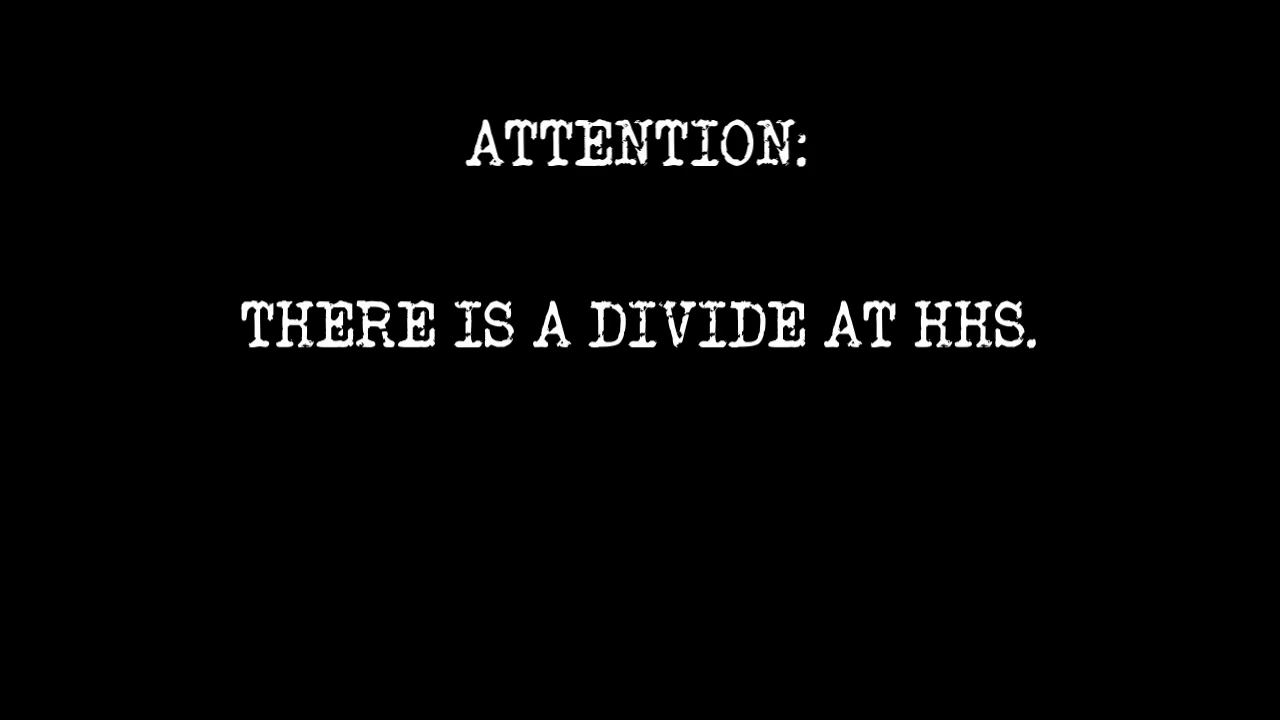 ATTENTION:
THERE IS A DIVIDE AT HHS.